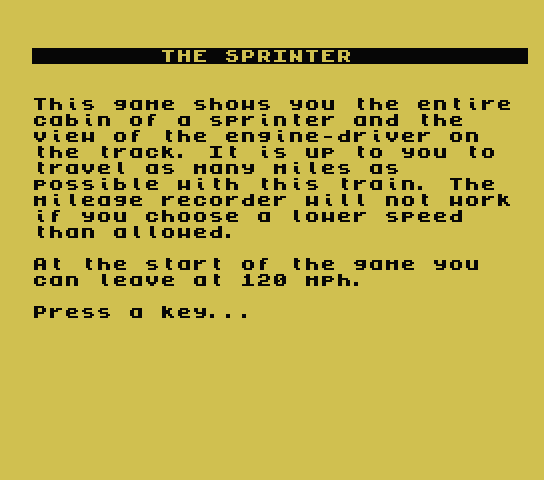 THE SPRINTER
This game shows you the entire
cabin of a sprinter and the
view of the engine-driver on
the track. It is up to you to
travel as many miles as
possible with this train. The
mileage recorder will not work
if you choose a lower speed
than allowed.
At the start of the game you
can leave at 120 mph.
Press a key...